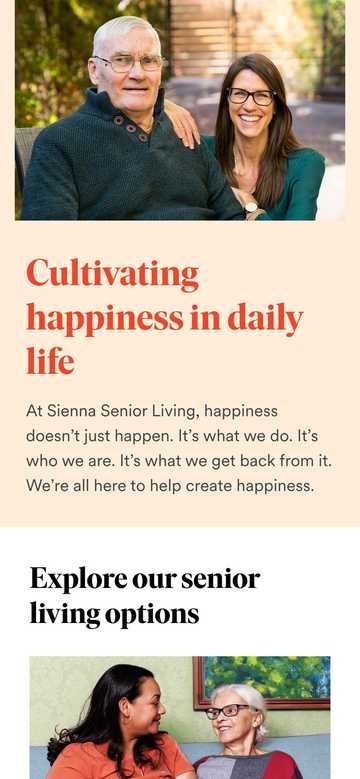 Cultivating
happiness in daily
life
At Sienna Senior Living, happiness
doesn’t just happen. It’s what we do. It’s
who we are. It’s what we get back from it.
We’re all here to help create happiness.
Explore our senior
living options